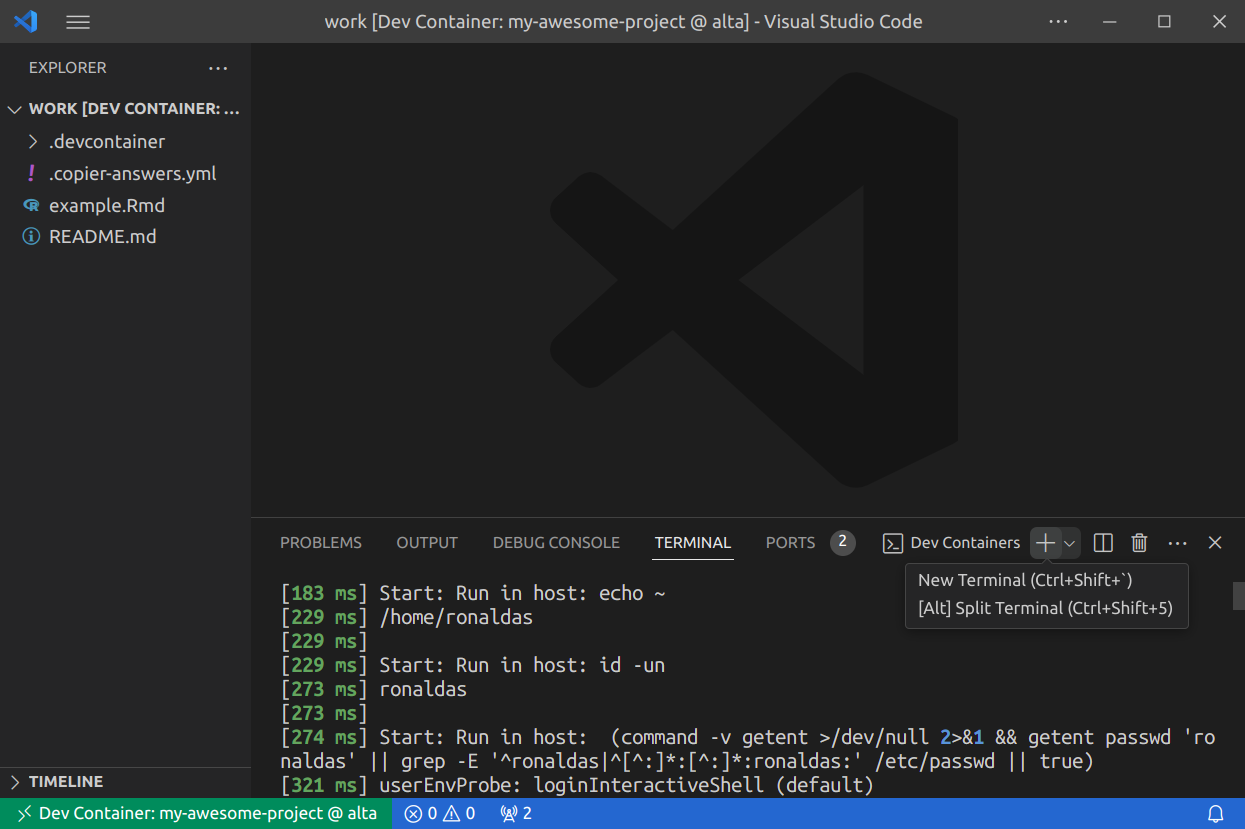 work [Dev Container: my-awesome-project @ alta] - Visual Studio Code
EXPLORER
WORK [DEV CONTAINER: ...
.devcontainer
.copier-answers.yml
example.Rmd
README.md
TIMELINE
PROBLEMS OUTPUT DEBUG CONSOLE TERMINAL PORTS 2 Dev Containers
New Terminal (Ctrl+Shift+`)
[Alt] Split Terminal (Ctrl+Shift+5)
[183 ms] Start: Run in host: echo ~
[229 ms] /home/ronaldas
[229 ms]
[229 ms] Start: Run in host: id -un
[273 ms] ronaldas
[273 ms]
[274 ms] Start: Run in host:  (command -v getent >/dev/null 2>&1 && getent passwd 'ro
naldas' || grep -E '^ronaldas|^[^:]*:[^:]*:ronaldas:' /etc/passwd || true)
[321 ms] userEnvProbe: loginInteractiveShell (default)
Dev Container: my-awesome-project @ alta 0 0 2